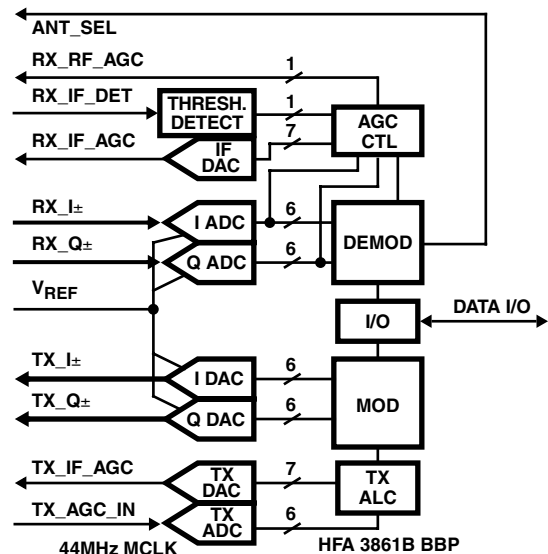 ANT_SEL
RX_RF_AGC
1
RX_IF_DET
THRESH.
DETECT
1
AGC
CTL
RX_IF_AGC
IF
DAC
7
RX_I±
I ADC
6
DEMOD
RX_Q±
Q ADC
6
VREF
I/O
DATA I/O
TX_I±
I DAC
6
MOD
TX_Q±
Q DAC
6
TX_IF_AGC
TX
DAC
7
TX
ALC
TX_AGC_IN
TX
ADC
6
44MHz MCLK
HFA 3861B BBP